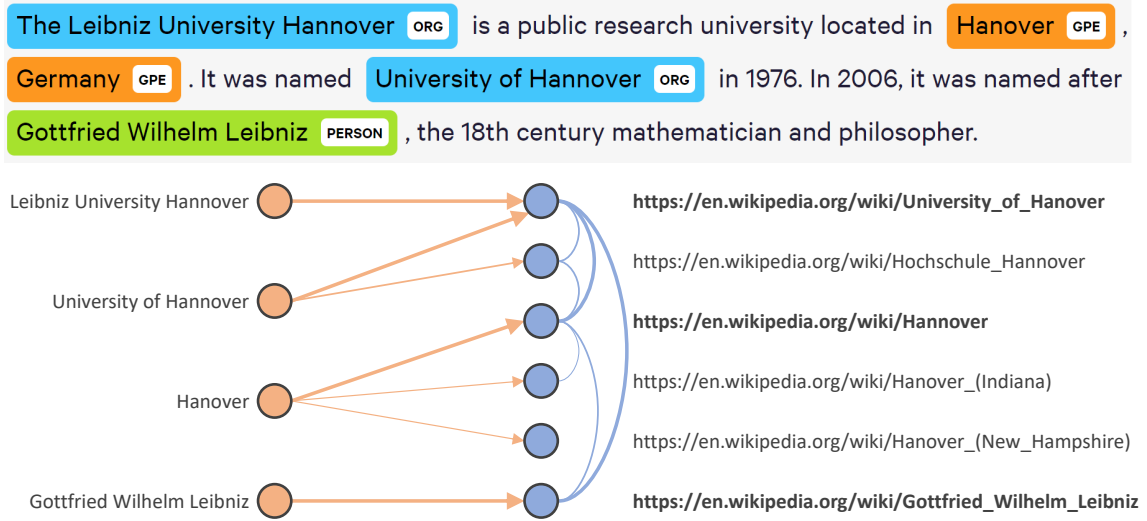 The Leibniz University Hannover ORG is a public research university located in Hanover GPE ,
Germany GPE . It was named University of Hannover ORG in 1976. In 2006, it was named after
Gottfried Wilhelm Leibniz PERSON , the 18th century mathematician and philosopher.
Leibniz University Hannover https://en.wikipedia.org/wiki/University_of_Hanover
https://en.wikipedia.org/wiki/Hochschule_Hannover
University of Hannover
https://en.wikipedia.org/wiki/Hannover
https://en.wikipedia.org/wiki/Hanover_(Indiana)
Hanover
https://en.wikipedia.org/wiki/Hanover_(New_Hampshire)
Gottfried Wilhelm Leibniz https://en.wikipedia.org/wiki/Gottfried_Wilhelm_Leibniz